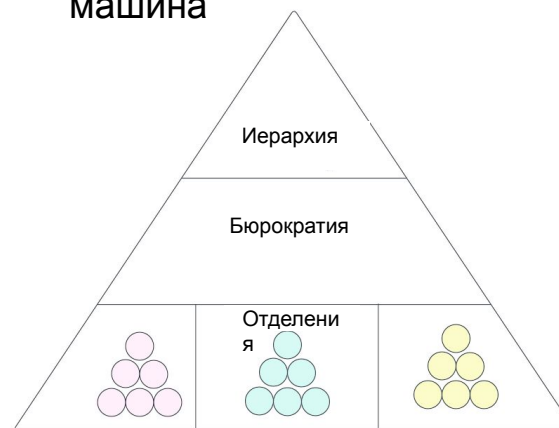 машина
Иерархия
Бюрократия
Отделени
я